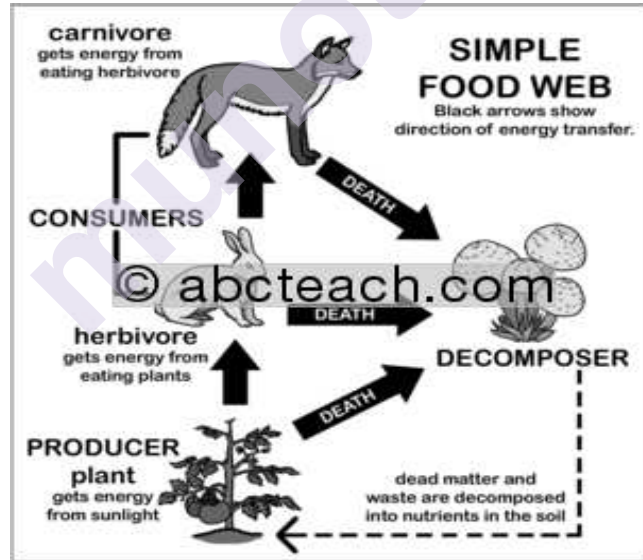 carnivore
gets energy from
eating herbivore
SIMPLE
FOOD WEB
Black arrows show
direction of energy transfer.
DEATH
CONSUMERS
© abcteach.com
DEATH
herbivore
gets energy from
eating plants
DECOMPOSER
DEATH
PRODUCER
plant
gets energy
from sunlight
dead matter and
waste are decomposed
into nutrients in the soil